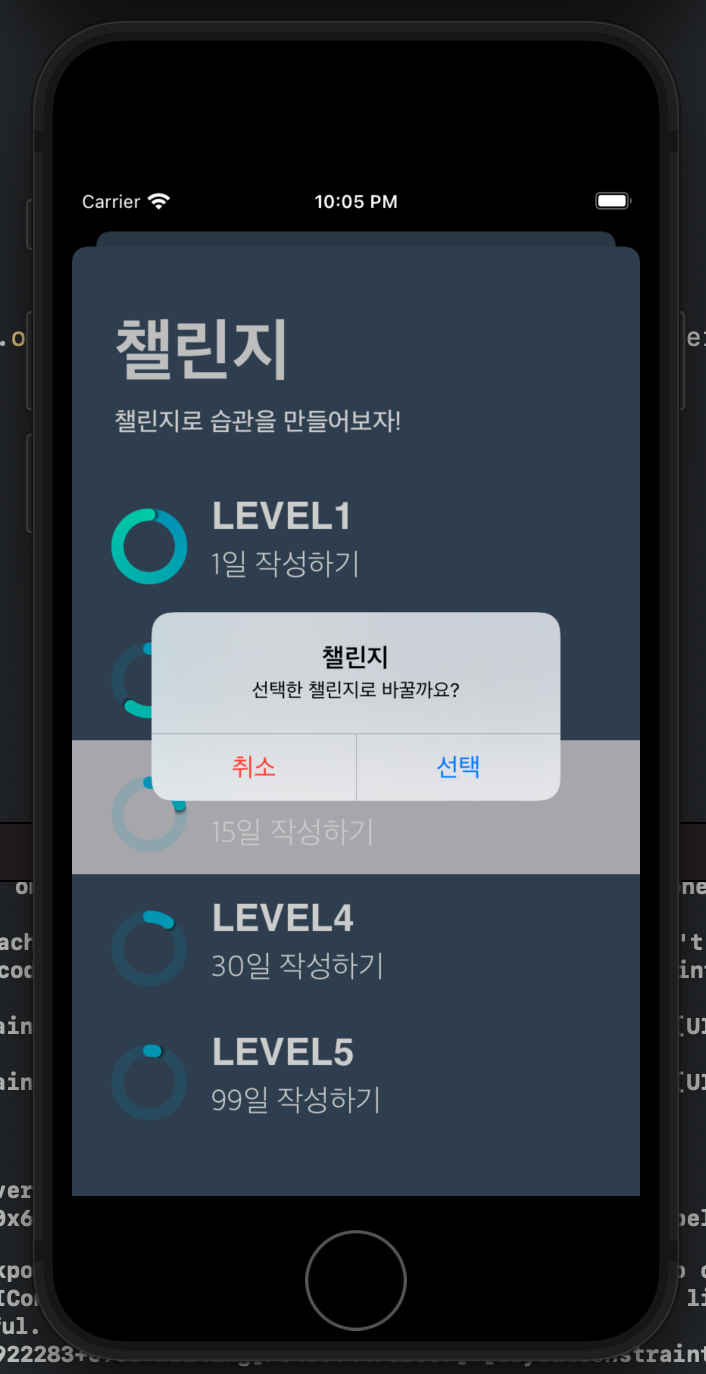 Carrier
10:05 PM
챌린지
챌린지로 습관을 만들어보자!
LEVEL1
1일 작성하기
챌린지
선택한 챌린지로 바꿀까요?
취소
선택
15일 작성하기
LEVEL4
30일 작성하기
LEVEL5
99일 작성하기